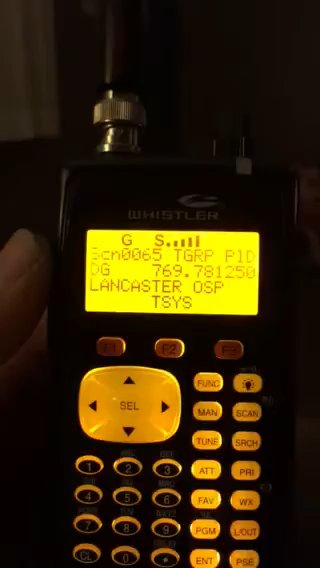 WHISTLER
G S
Scn0065 TGRP PID
DG 769.781250
LANCASTER OSP
TSYS
F1 F2 F3
SEL
FUNC
MAN SCAN
TUNE SRCH
ATT PRI
FAV WX
PGM L/OUT
ENT PSE
1 2 3
4 5 6
7 8 9
CL 0 •